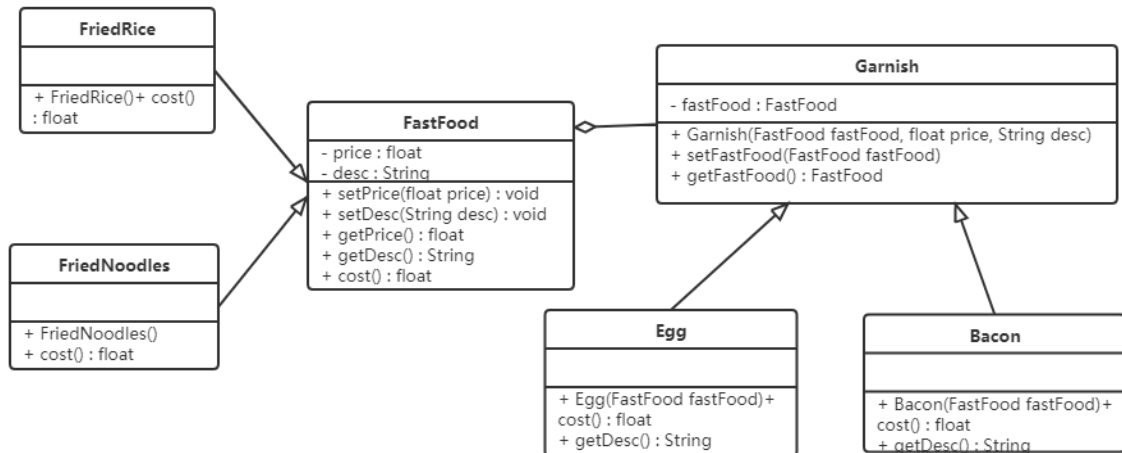 FriedRice
+ FriedRice()+ cost()
: float
FriedNoodles
+ FriedNoodles()
+ cost() : float
FastFood
- price : float
- desc : String
+ setPrice(float price) : void
+ setDesc(String desc) : void
+ getPrice() : float
+ getDesc() : String
+ cost() : float
Garnish
- fastFood : FastFood
+ Garnish(FastFood fastFood, float price, String desc)
+ setFastFood(FastFood fastFood)
+ getFastFood() : FastFood
Egg
+ Egg(FastFood fastFood)+
cost() : float
+ getDesc() : String
Bacon
+ Bacon(FastFood fastFood)+
cost() : float
+ getDesc() : String